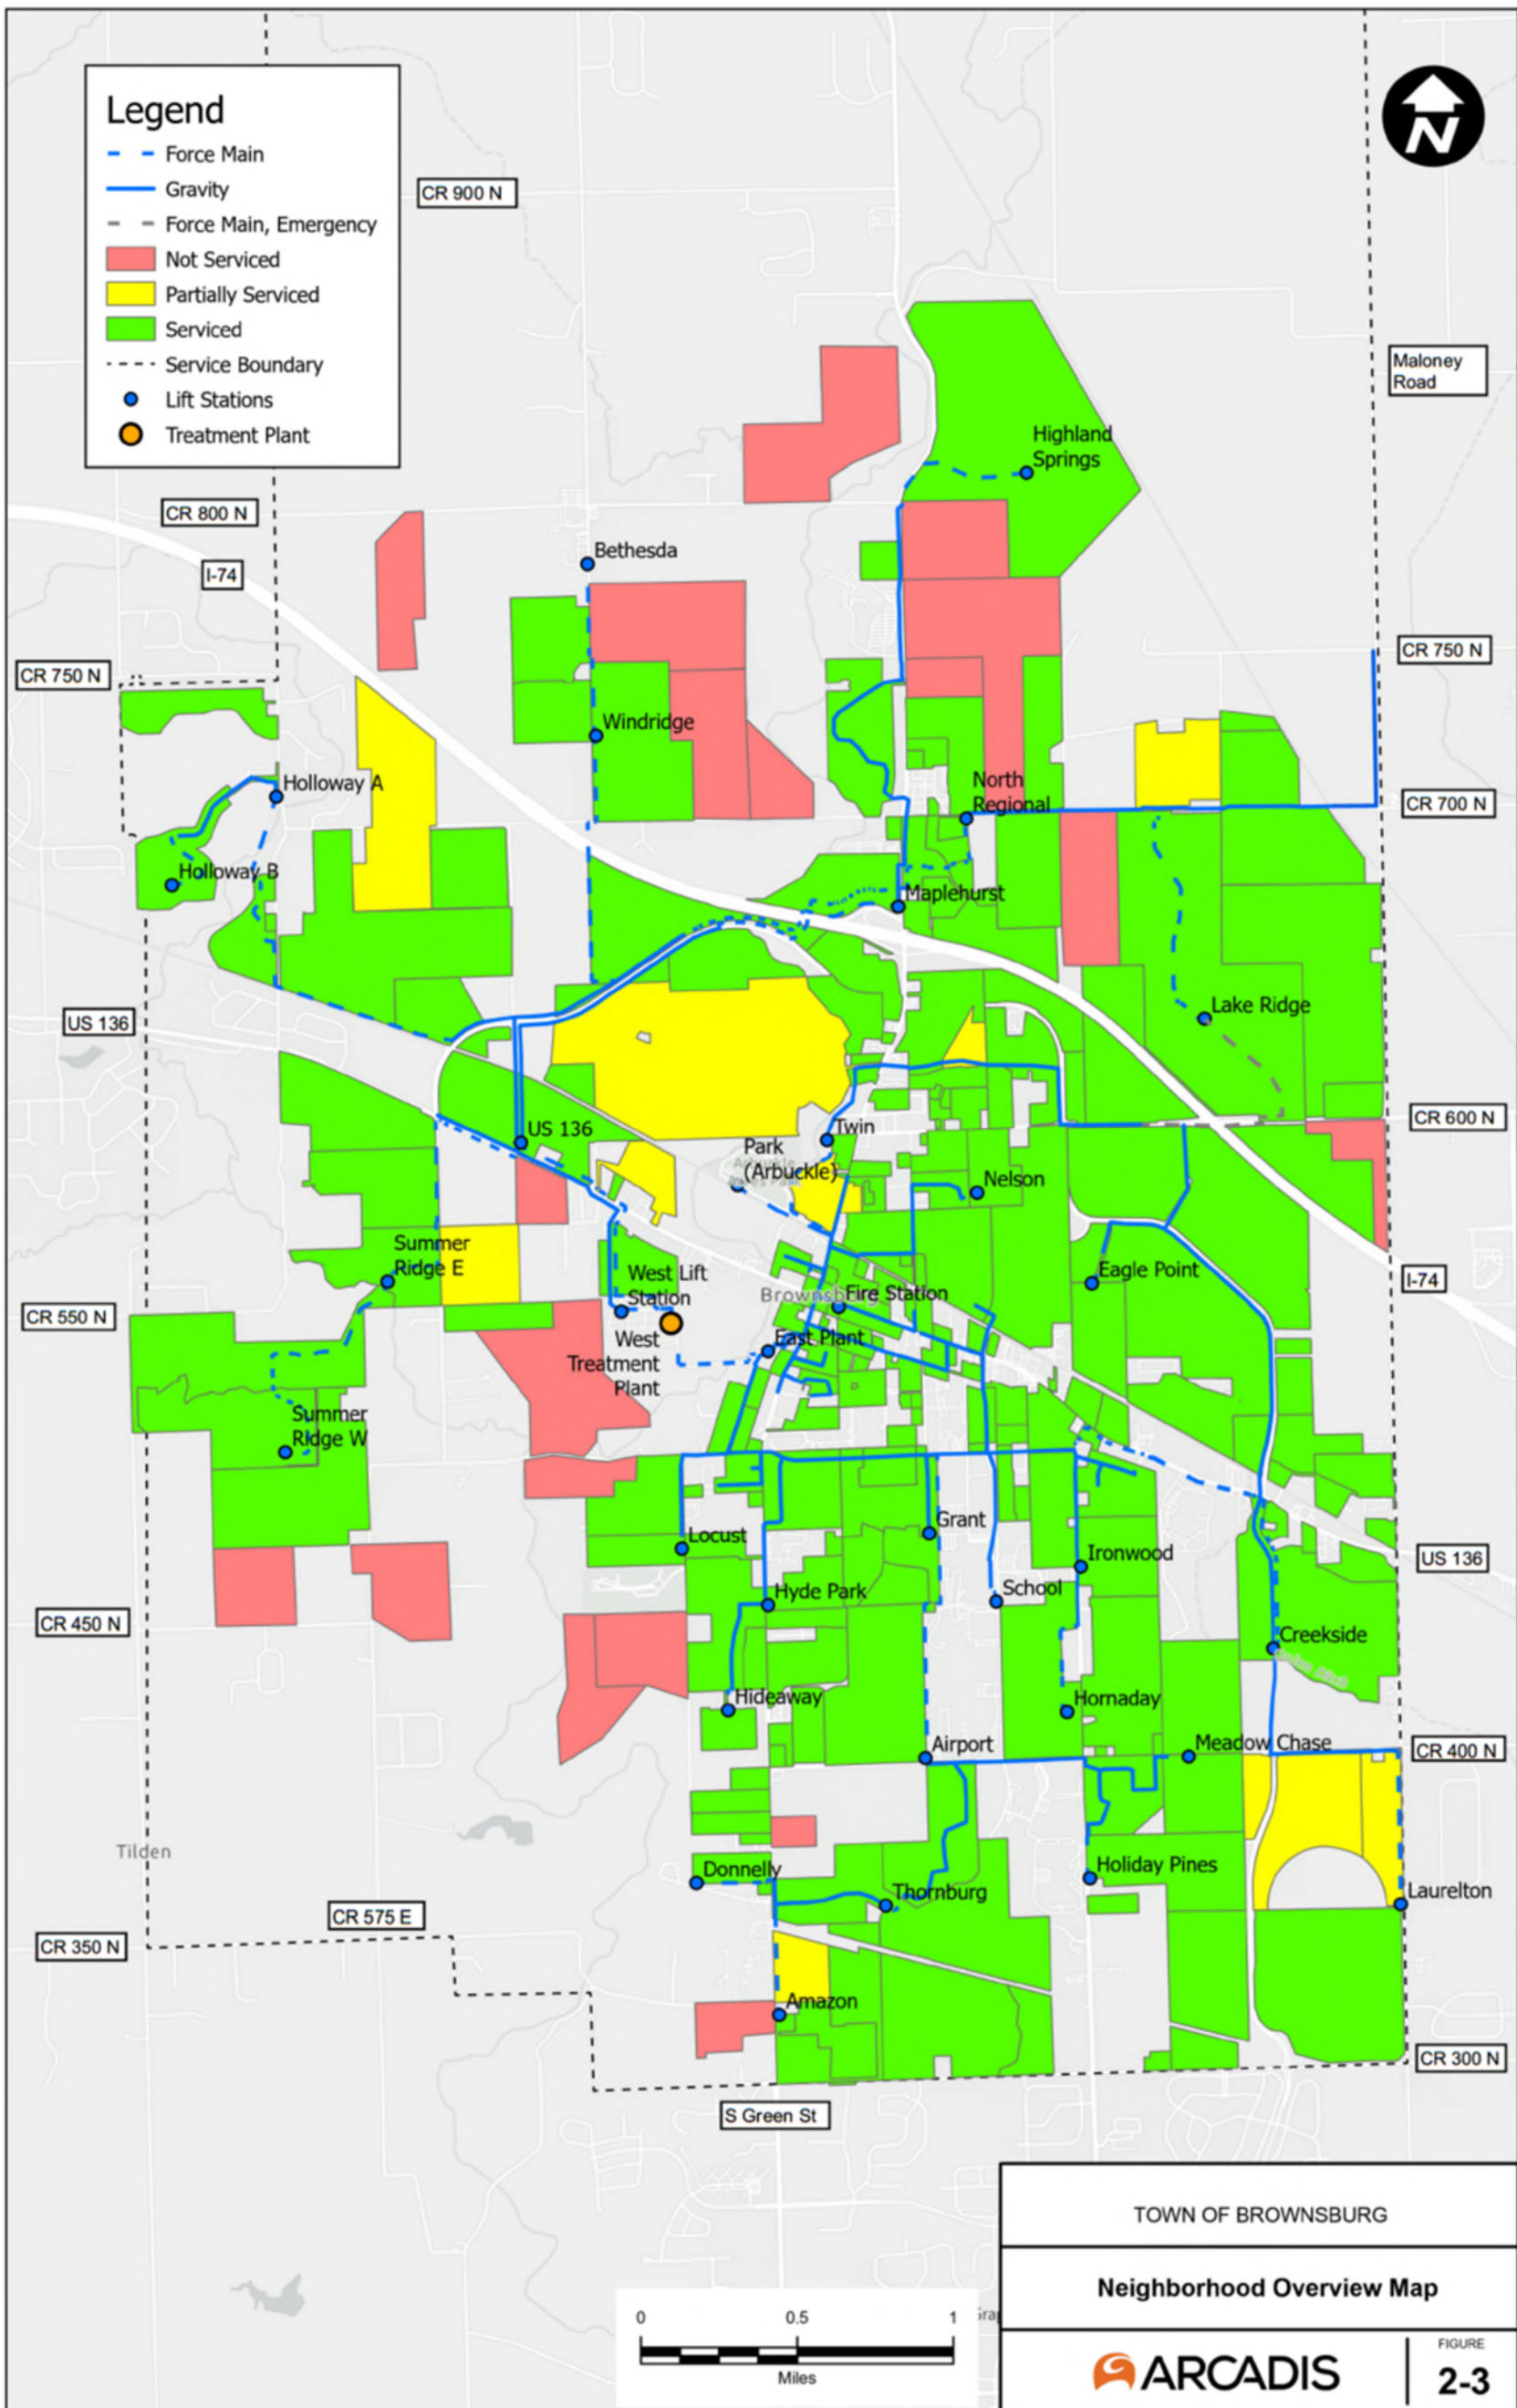 Legend
Force Main
Gravity
Force Main, Emergency
Not Serviced
Partially Serviced
Serviced
Service Boundary
Lift Stations
Treatment Plant
N
CR 900 N
Maloney
Road
Highland
Springs
CR 800 N
Bethesda
I-74
CR 750 N
CR 750 N
Windridge
Holloway A
North
Regional
CR 700 N
Holloway B
Maplehurst
Lake Ridge
US 136
CR 600 N
US 136
Twin
Park
(Arbuckle)
Arbuckle
Acres Park
Nelson
Summer
Ridge E
Eagle Point
I-74
West Lift
Station
Brownsburg
Fire Station
CR 550 N
West
Treatment
Plant
East Plant
Summer
Ridge W
Grant
Locust
Ironwood
US 136
School
Hyde Park
CR 450 N
Creekside
Hideaway
Hornaday
Airport
Meadow Chase
CR 400 N
Tilden
Donnelly
Holiday Pines
Thornburg
Laurelton
CR 575 E
CR 350 N
Amazon
CR 300 N
S Green St
TOWN OF BROWNSBURG
Neighborhood Overview Map
0 0.5 1
Miles
ARCADIS
FIGURE
2-3